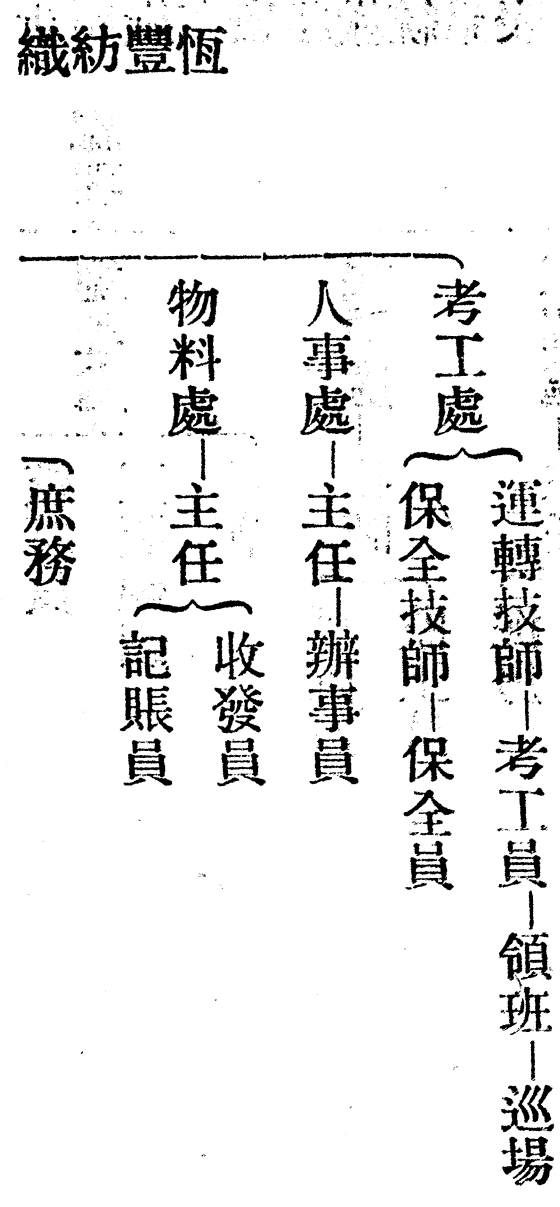 恆豐紡織
考工處
運轉技師—考工員—領班—巡場
保全技師—保全員
人事處—主任—辦事員
物料處—主任
收發員
記賬員
庶務